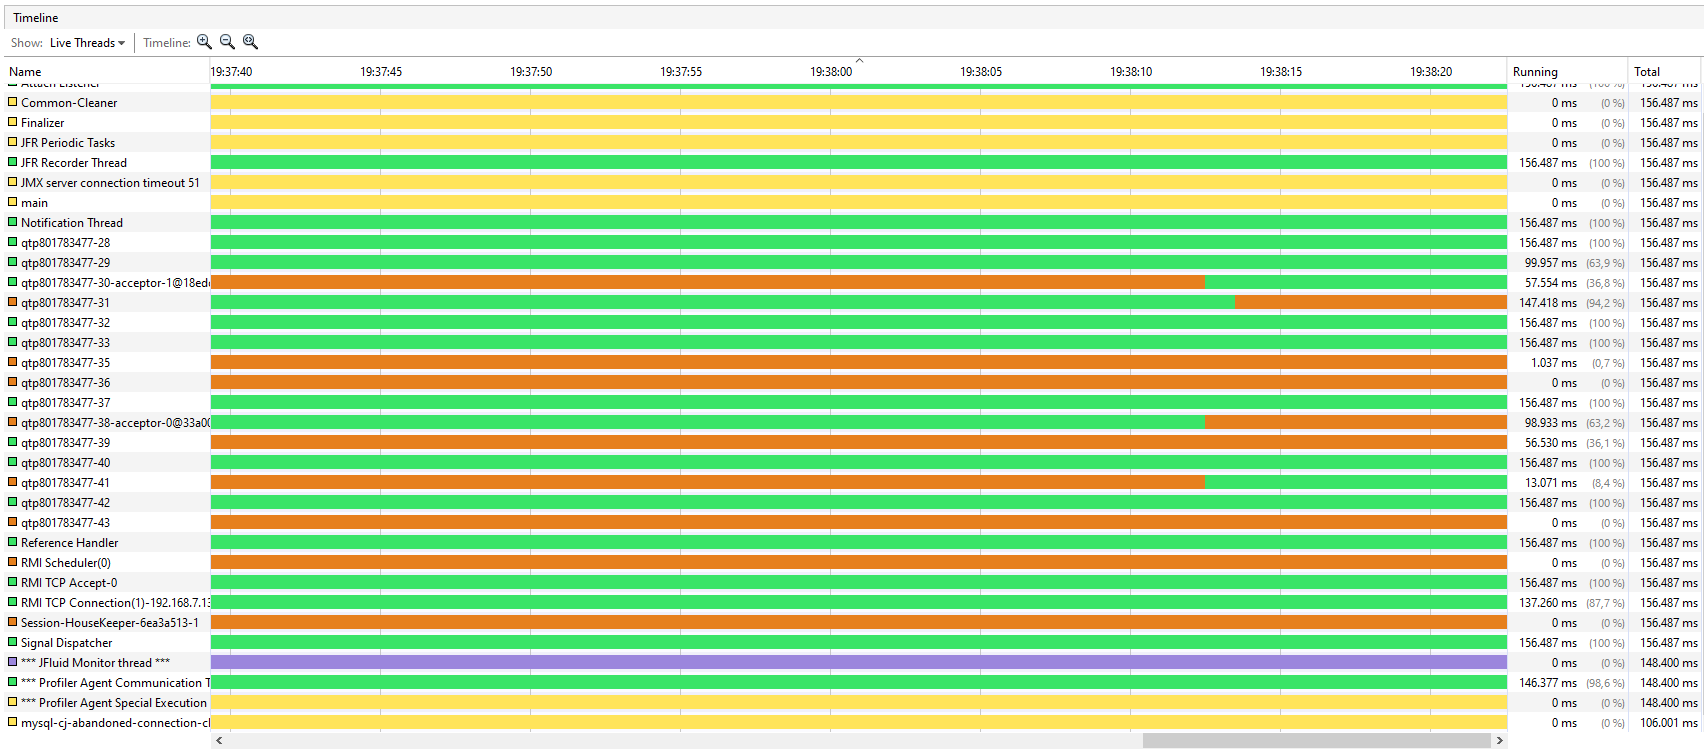 Timeline
Show: Live Threads Timeline:
Name 19:37:40 19:37:45 19:37:50 19:37:55 19:38:00 19:38:05 19:38:10 19:38:15 19:38:20 Running Total
Attach Listener 156.487 ms (100 %) 156.487 ms
Common-Cleaner 0 ms (0 %) 156.487 ms
Finalizer 0 ms (0 %) 156.487 ms
JFR Periodic Tasks 0 ms (0 %) 156.487 ms
JFR Recorder Thread 156.487 ms (100 %) 156.487 ms
JMX server connection timeout 51 0 ms (0 %) 156.487 ms
main 0 ms (0 %) 156.487 ms
Notification Thread 156.487 ms (100 %) 156.487 ms
qtp801783477-28 156.487 ms (100 %) 156.487 ms
qtp801783477-29 99.957 ms (63,9 %) 156.487 ms
qtp801783477-30-acceptor-1@18ed 57.554 ms (36,8 %) 156.487 ms
qtp801783477-31 147.418 ms (94,2 %) 156.487 ms
qtp801783477-32 156.487 ms (100 %) 156.487 ms
qtp801783477-33 156.487 ms (100 %) 156.487 ms
qtp801783477-35 1.037 ms (0,7 %) 156.487 ms
qtp801783477-36 0 ms (0 %) 156.487 ms
qtp801783477-37 156.487 ms (100 %) 156.487 ms
qtp801783477-38-acceptor-0@33a0 98.933 ms (63,2 %) 156.487 ms
qtp801783477-39 56.530 ms (36,1 %) 156.487 ms
qtp801783477-40 156.487 ms (100 %) 156.487 ms
qtp801783477-41 13.071 ms (8,4 %) 156.487 ms
qtp801783477-42 156.487 ms (100 %) 156.487 ms
qtp801783477-43 0 ms (0 %) 156.487 ms
Reference Handler 156.487 ms (100 %) 156.487 ms
RMI Scheduler(0) 0 ms (0 %) 156.487 ms
RMI TCP Accept-0 156.487 ms (100 %) 156.487 ms
RMI TCP Connection(1)-192.168.7.13 137.260 ms (87,7 %) 156.487 ms
Session-HouseKeeper-6ea3a513-1 0 ms (0 %) 156.487 ms
Signal Dispatcher 156.487 ms (100 %) 156.487 ms
*** JFluid Monitor thread *** 0 ms (0 %) 148.400 ms
*** Profiler Agent Communication T 146.377 ms (98,6 %) 148.400 ms
*** Profiler Agent Special Execution 0 ms (0 %) 148.400 ms
mysql-cj-abandoned-connection-cl 0 ms (0 %) 106.001 ms